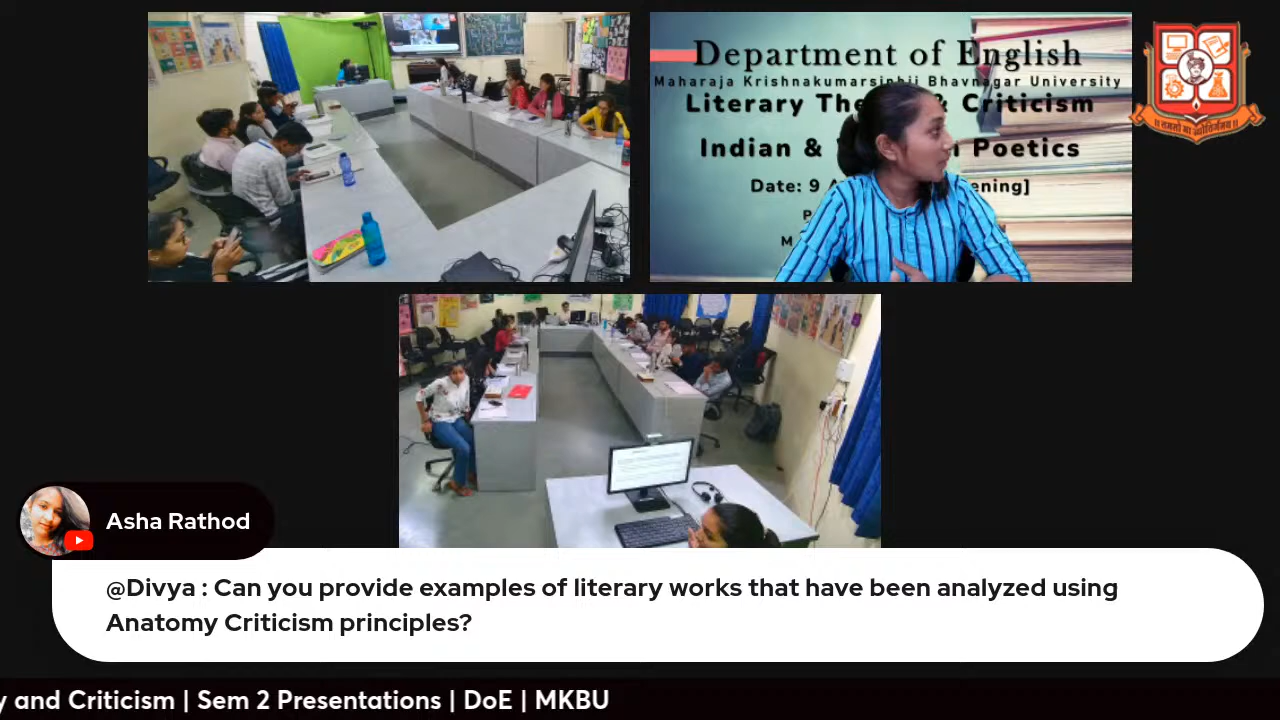 Department of English
Maharaja Krishnakumarsinhji Bhavnagar University
Literary & Criticism
Indian & Poetics
Date: 9
Asha Rathod
@Divya : Can you provide examples of literary works that have been analyzed using
Anatomy Criticism principles?
and Criticism | Sem 2 Presentations | DoE | MKBU